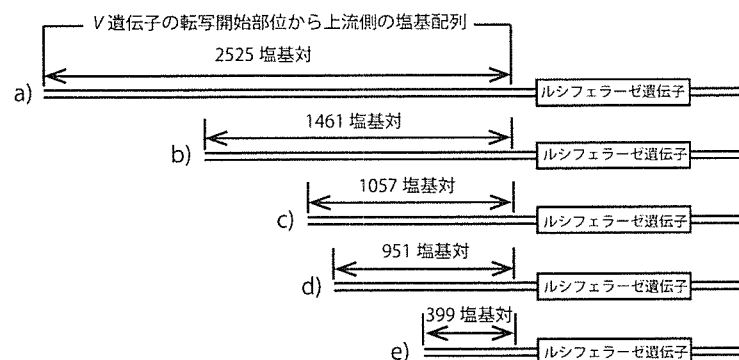 V 遺伝子の転写開始部位から上流側の塩基配列
2525 塩基対
a)
ルシフェラーゼ遺伝子
1461 塩基対
b)
ルシフェラーゼ遺伝子
1057 塩基対
c)
ルシフェラーゼ遺伝子
951 塩基対
d)
ルシフェラーゼ遺伝子
399 塩基対
e)
ルシフェラーゼ遺伝子